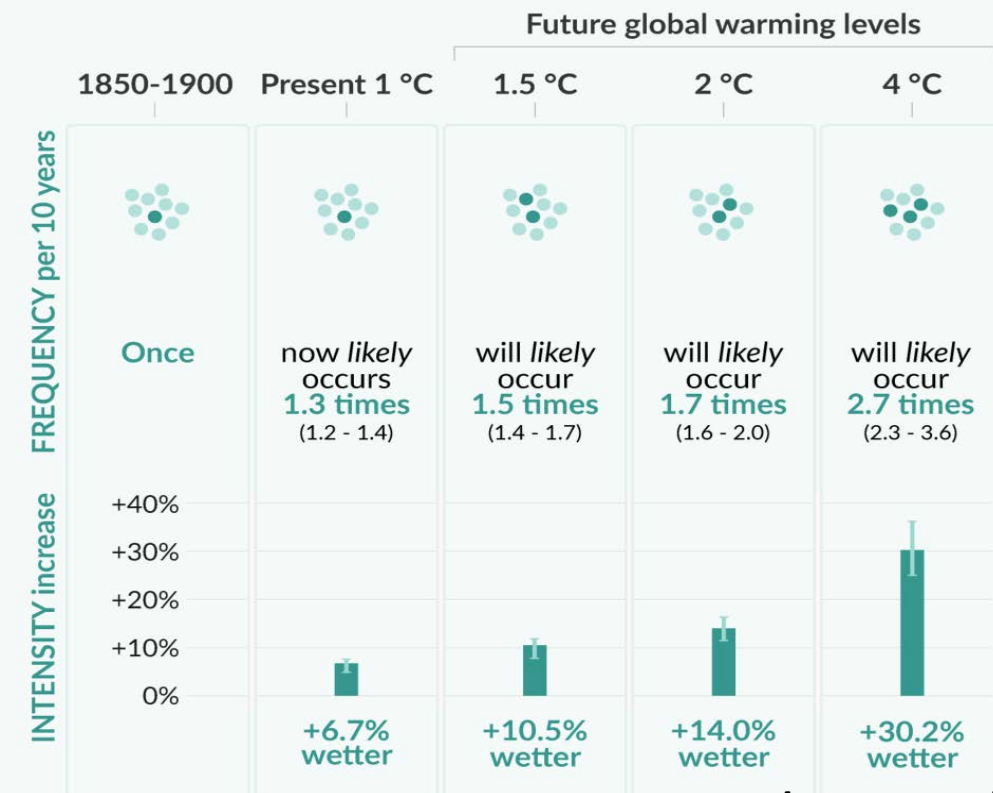 Future global warming levels
1850-1900
Present 1 °C
1.5 °C
2 °C
4 °C
FREQUENCY per 10 years
Once
now likely
occurs
1.3 times
(1.2 - 1.4)
will likely
occur
1.5 times
(1.4 - 1.7)
will likely
occur
1.7 times
(1.6 - 2.0)
will likely
occur
2.7 times
(2.3 - 3.6)
INTENSITY increase
+40%
+30%
+20%
+10%
0%
+6.7%
wetter
+10.5%
wetter
+14.0%
wetter
+30.2%
wetter